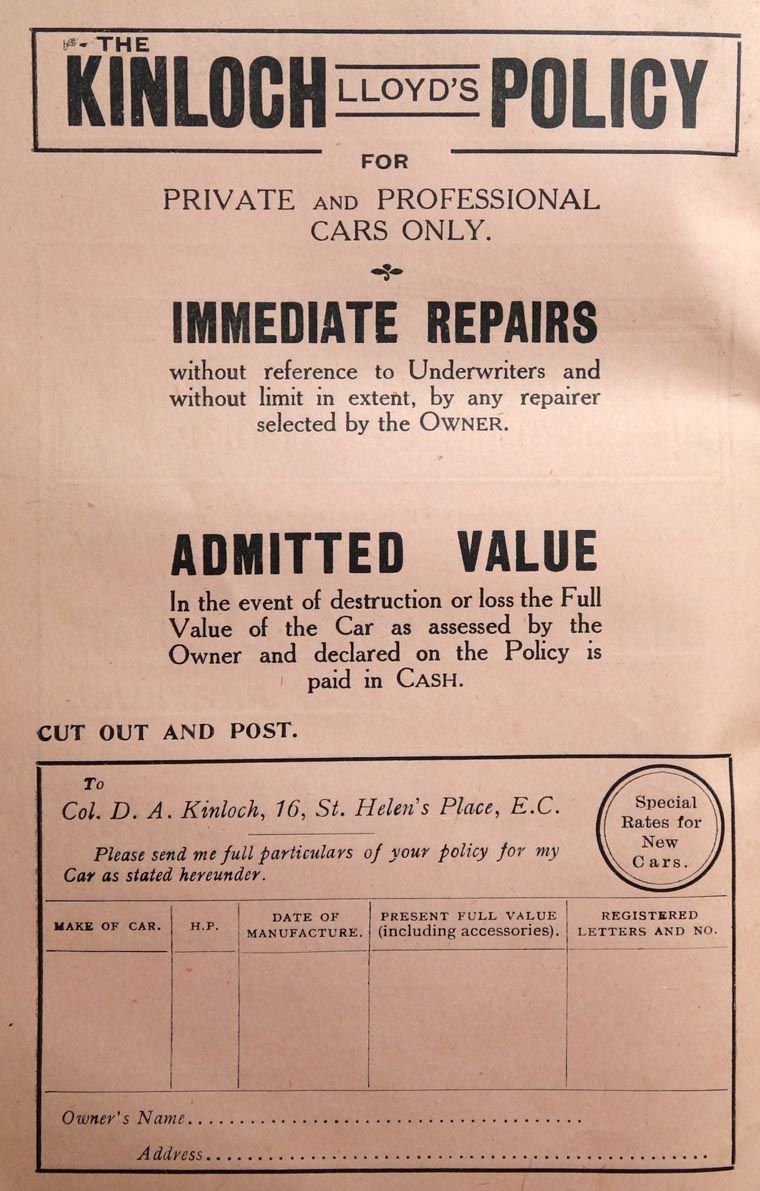 THE
KINLOCH LLOYD'S POLICY
FOR
PRIVATE AND PROFESSIONAL
CARS ONLY.
IMMEDIATE REPAIRS
without reference to Underwriters and
without limit in extent, by any repairer
selected by the OWNER.
ADMITTED VALUE
In the event of destruction or loss the Full
Value of the Car as assessed by the
Owner and declared on the Policy is
paid in CASH.
CUT OUT AND POST.
To
Col. D. A. Kinloch, 16, St. Helen's Place, E.C.
Please send me full particulars of your policy for my
Car as stated hereunder.
Special
Rates for
New
Cars.
MAKE OF CAR.
H.P.
DATE OF
MANUFACTURE.
PRESENT FULL VALUE
(including accessories).
REGISTERED
LETTERS AND NO.
Owner's Name........................................
Address....................................................